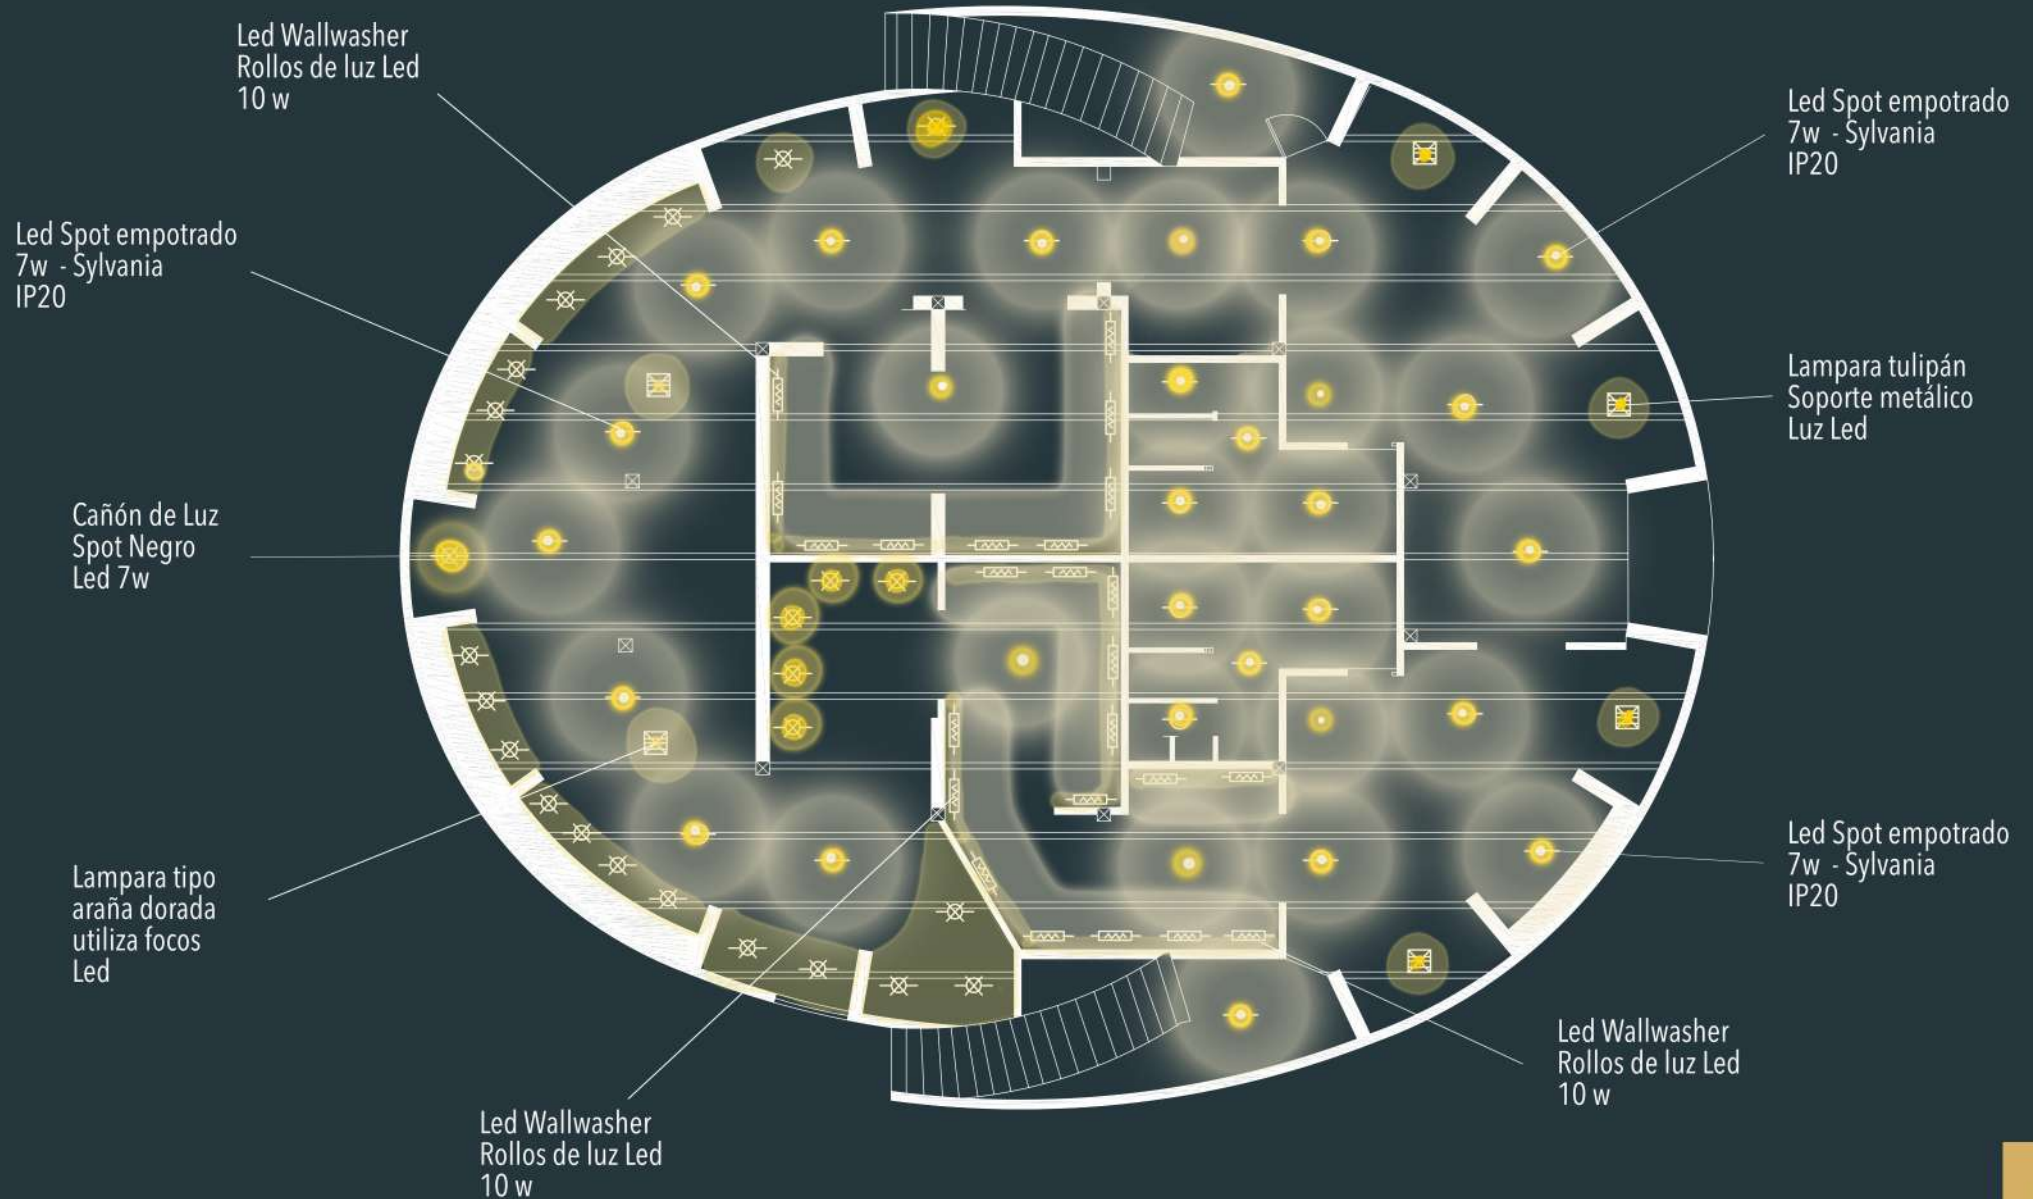 Led Wallwasher
Rollos de luz Led
10 w
Led Spot empotrado
7w - Sylvania
IP20
Cañón de Luz
Spot Negro
Led 7w
Lampara tipo
araña dorada
utiliza focos
Led
Led Wallwasher
Rollos de luz Led
10 w
Led Spot empotrado
7w - Sylvania
IP20
Lampara tulipán
Soporte metálico
Luz Led
Led Spot empotrado
7w - Sylvania
IP20
Led Wallwasher
Rollos de luz Led
10 w